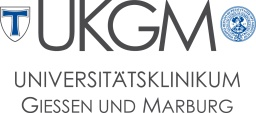 UKGM
UNIVERSITÄTSKLINIKUM
GIESSEN UND MARBURG